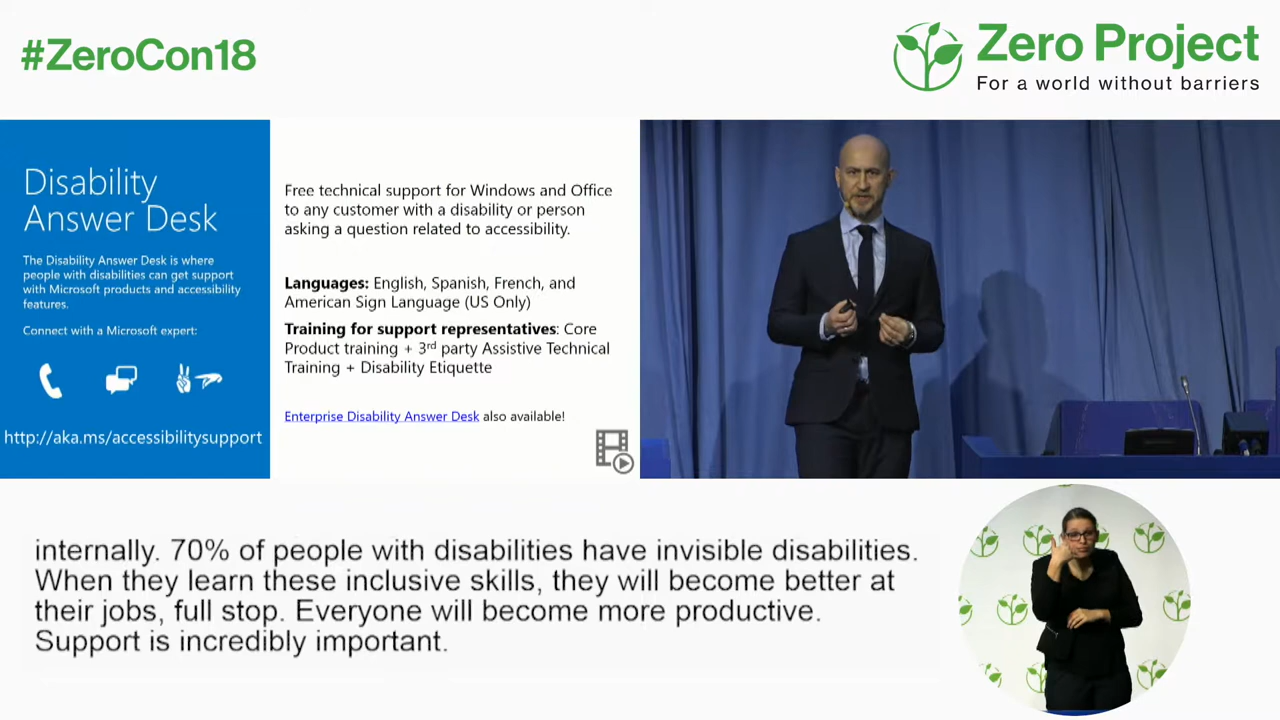 #ZeroCon18
Zero Project
For a world without barriers
Disability
Answer Desk
The Disability Answer Desk is where
people with disabilities can get support
with Microsoft products and accessibility
features.
Connect with a Microsoft expert:
http://aka.ms/accessibilitysupport
Free technical support for Windows and Office
to any customer with a disability or person
asking a question related to accessibility.
Languages: English, Spanish, French, and
American Sign Language (US Only)
Training for support representatives: Core
Product training + 3rd party Assistive Technical
Training + Disability Etiquette
Enterprise Disability Answer Desk also available!
internally. 70% of people with disabilities have invisible disabilities.
When they learn these inclusive skills, they will become better at
their jobs, full stop. Everyone will become more productive.
Support is incredibly important.